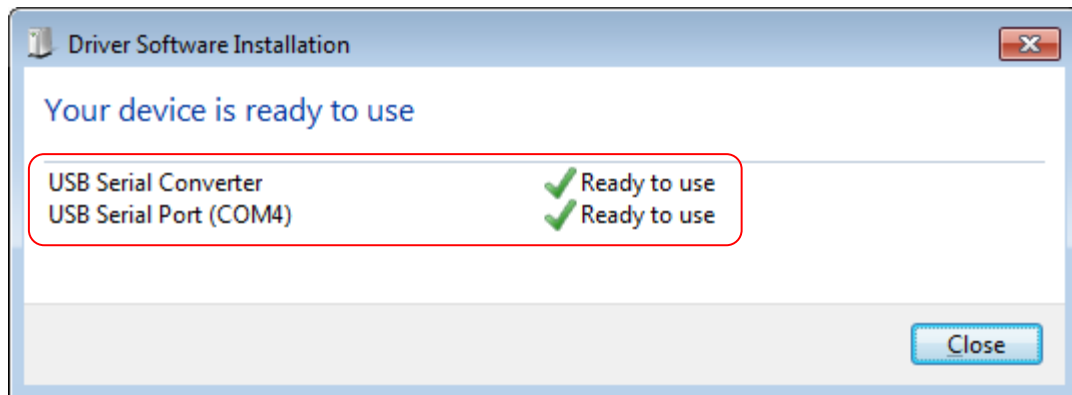 Driver Software Installation
Your device is ready to use
USB Serial Converter Ready to use
USB Serial Port (COM4) Ready to use
Close